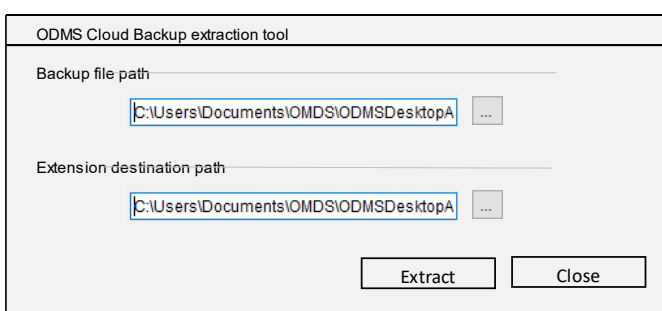 ODMS Cloud Backup extraction tool
Backup file path
C:\Users\Documents\OMDS\ODMSDesktopA
...
Extension destination path
C:\Users\Documents\OMDS\ODMSDesktopA
...
Extract
Close